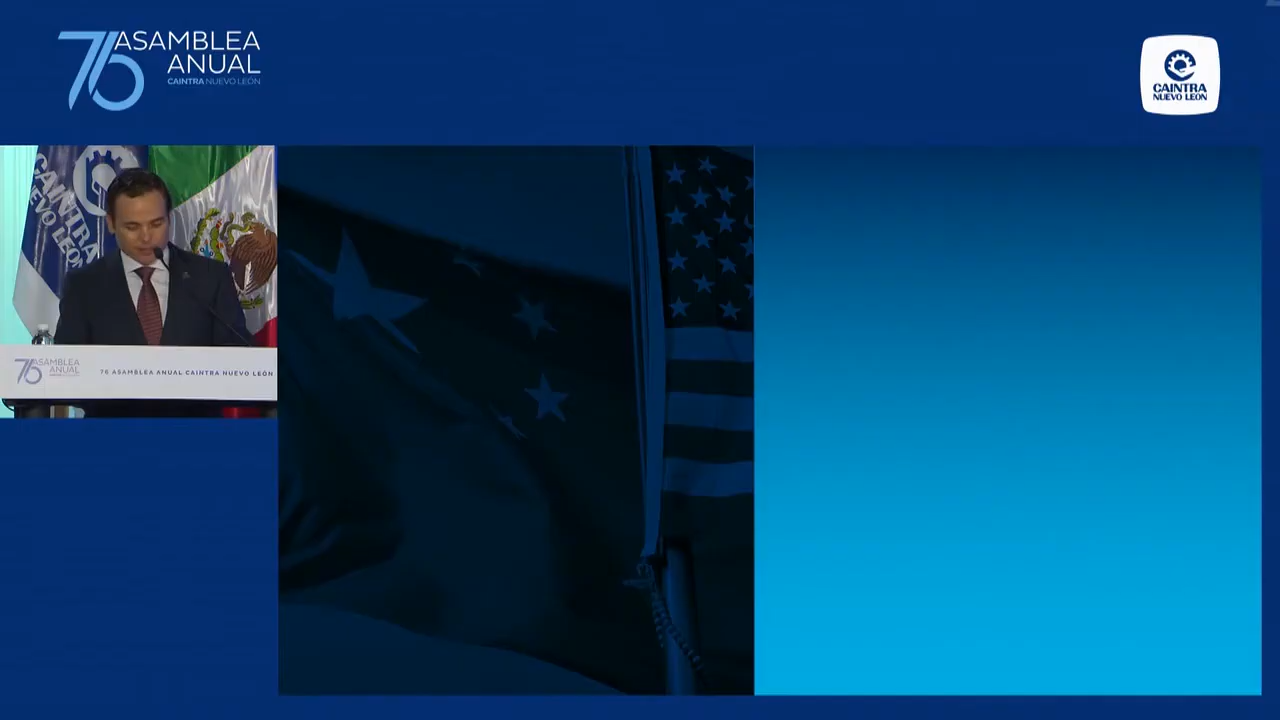 76 ASAMBLEA
ANUAL
CAINTRA NUEVO LEÓN
CAINTRA
NUEVO LEÓN
CAINTRA
EVO LEÓN
76 ASAMBLEA
ANUAL
76 ASAMBLEA ANUAL CAINTRA NUEVO LEÓN